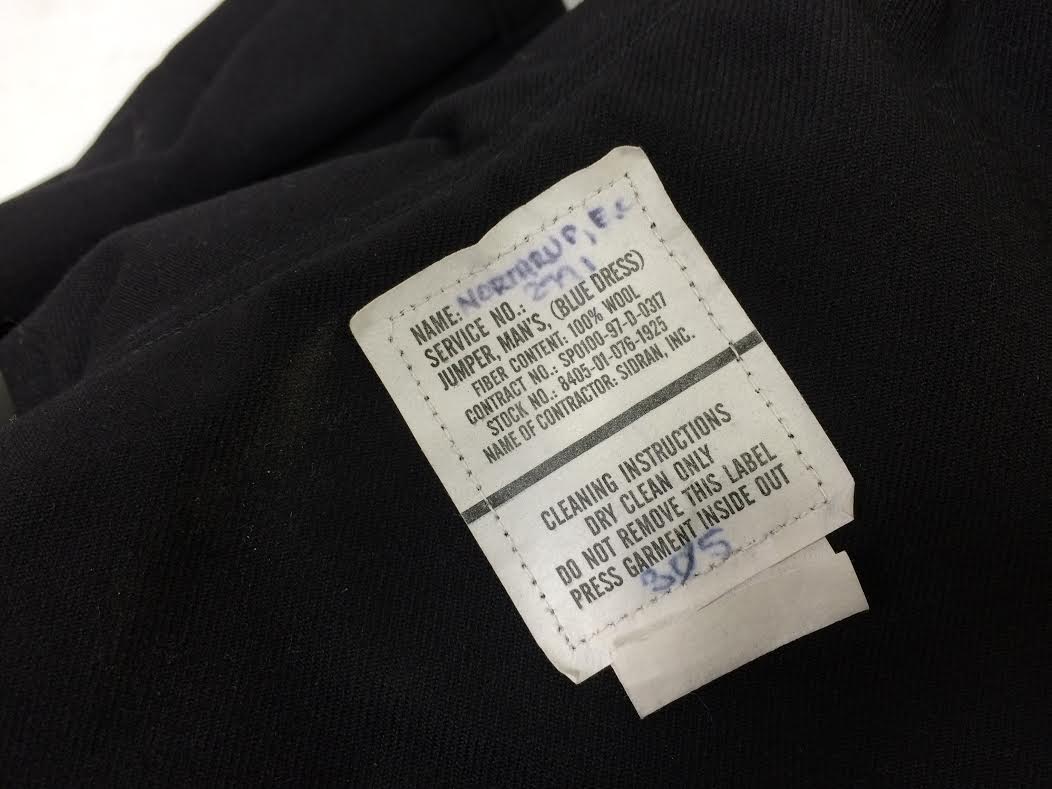 NAME: NORTHRUP, E.C
SERVICE NO.: 2771
JUMPER, MAN'S, (BLUE DRESS)
FIBER CONTENT: 100% WOOL
CONTRACT NO.: SPO100-97-D-0317
STOCK NO.: 8405-01-076-1925
NAME OF CONTRACTOR: SIDRAN, INC.
CLEANING INSTRUCTIONS
DRY CLEAN ONLY
DO NOT REMOVE THIS LABEL
PRESS GARMENT INSIDE OUT